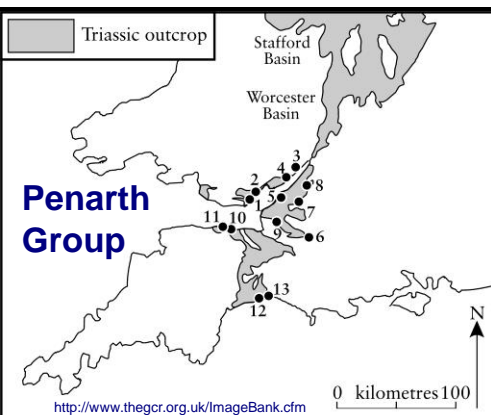 Triassic outcrop
Stafford
Basin
Worcester
Basin
Penarth
Group
3
4
2
8
5
1
7
11
10
9
6
13
12
N
0 kilometres 100
http://www.thegcr.org.uk/ImageBank.cfm